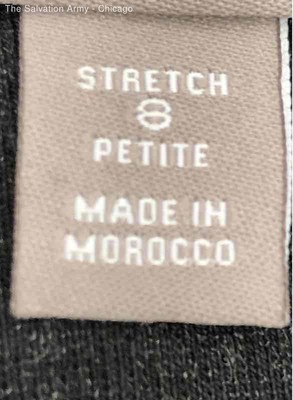 The Salvation Army - Chicago
STRETCH
8
PETITE
MADE IN
MOROCCO